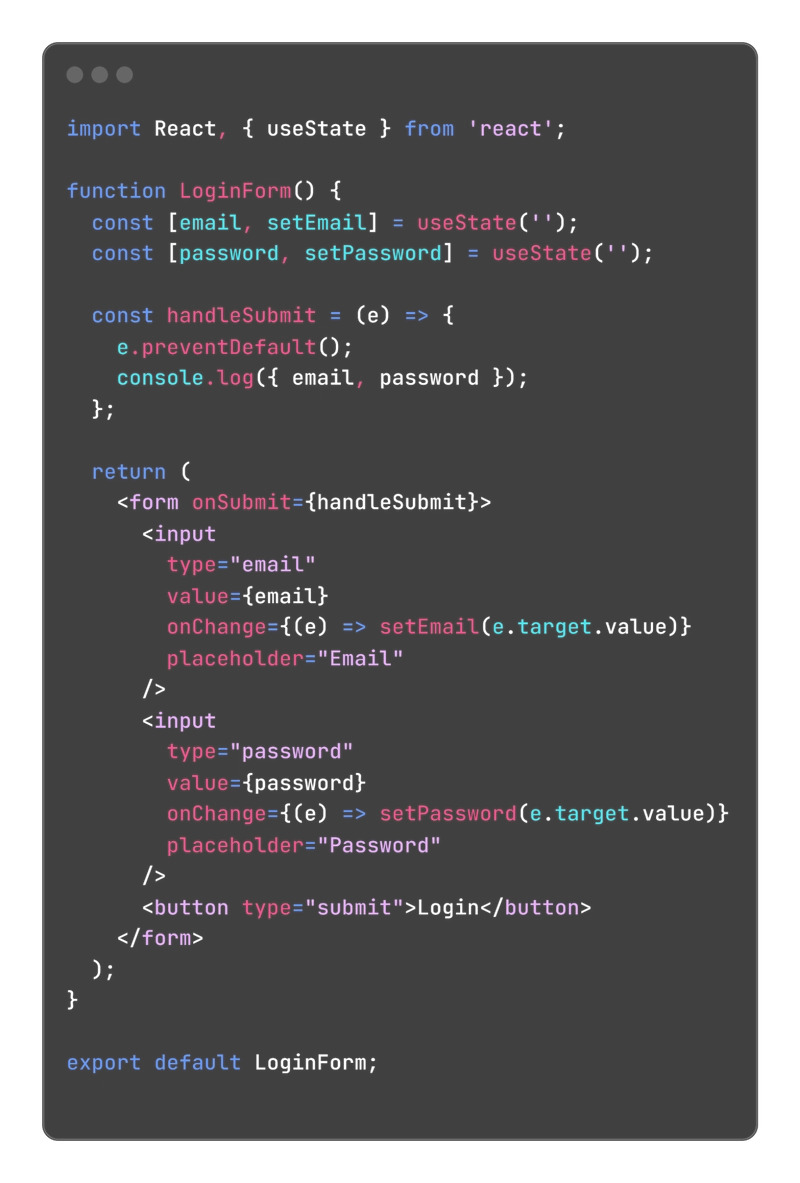 import React, { useState } from 'react';

function LoginForm() {
  const [email, setEmail] = useState('');
  const [password, setPassword] = useState('');

  const handleSubmit = (e) => {
    e.preventDefault();
    console.log({ email, password });
  };

  return (
    <form onSubmit={handleSubmit}>
      <input
        type="email"
        value={email}
        onChange={(e) => setEmail(e.target.value)}
        placeholder="Email"
      />
      <input
        type="password"
        value={password}
        onChange={(e) => setPassword(e.target.value)}
        placeholder="Password"
      />
      <button type="submit">Login</button>
    </form>
  );
}

export default LoginForm;